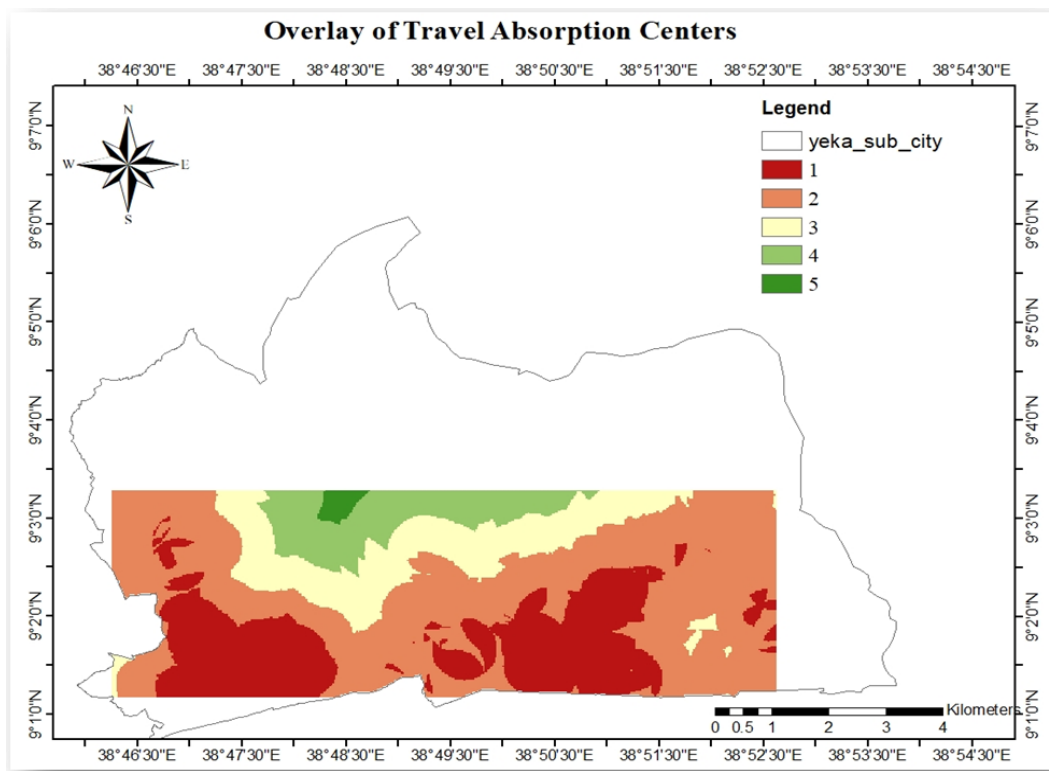 Overlay of Travel Absorption Centers
38°46'30"E 38°47'30"E 38°48'30"E 38°49'30"E 38°50'30"E 38°51'30"E 38°52'30"E 38°53'30"E 38°54'30"E
Legend
yeka_sub_city
1
2
3
4
5
N
W E
S
9°7'0"N 9°7'0"N
9°6'0"N 9°6'0"N
9°5'0"N 9°5'0"N
9°4'0"N 9°4'0"N
9°3'0"N 9°3'0"N
9°2'0"N 9°2'0"N
9°1'0"N 9°1'0"N
Kilometers
0 0.5 1 2 3 4
38°46'30"E 38°47'30"E 38°48'30"E 38°49'30"E 38°50'30"E 38°51'30"E 38°52'30"E 38°53'30"E 38°54'30"E